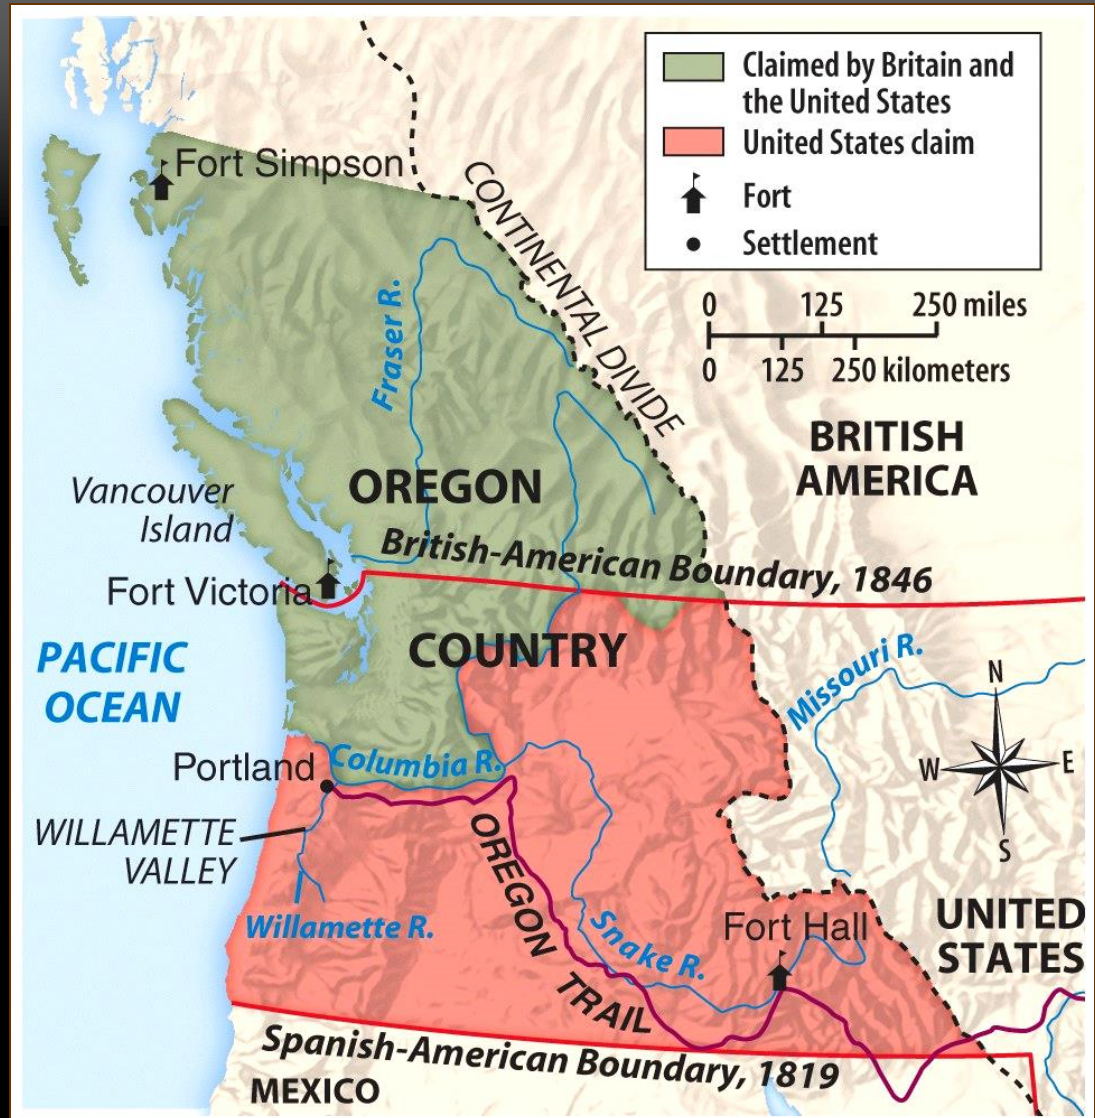 Claimed by Britain and
the United States
United States claim
Fort
Settlement
Fort Simpson
CONTINENTAL DIVIDE
0 125 250 miles
0 125 250 kilometers
Fraser R.
BRITISH
AMERICA
OREGON
Vancouver
Island
British-American Boundary, 1846
Fort Victoria
COUNTRY
PACIFIC
OCEAN
Missouri R.
N
W E
S
Portland
Columbia R.
WILLAMETTE
VALLEY
OREGON TRAIL
Willamette R.
Snake R.
Fort Hall
UNITED
STATES
Spanish-American Boundary, 1819
MEXICO